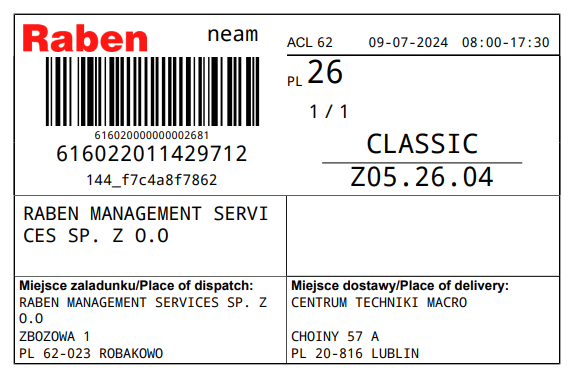 Raben
neam
ACL 62 09-07-2024 08:00-17:30
PL 26
1 / 1
616020000000002681
616022011429712
144_f7c4a8f7862
CLASSIC
Z05.26.04
RABEN MANAGEMENT SERVI
CES SP. Z O.O
Miejsce zaladunku/Place of dispatch:
RABEN MANAGEMENT SERVICES SP. Z
O.O
ZBOZOWA 1
PL 62-023 ROBAKOWO
Miejsce dostawy/Place of delivery:
CENTRUM TECHNIKI MACRO
CHOINY 57 A
PL 20-816 LUBLIN